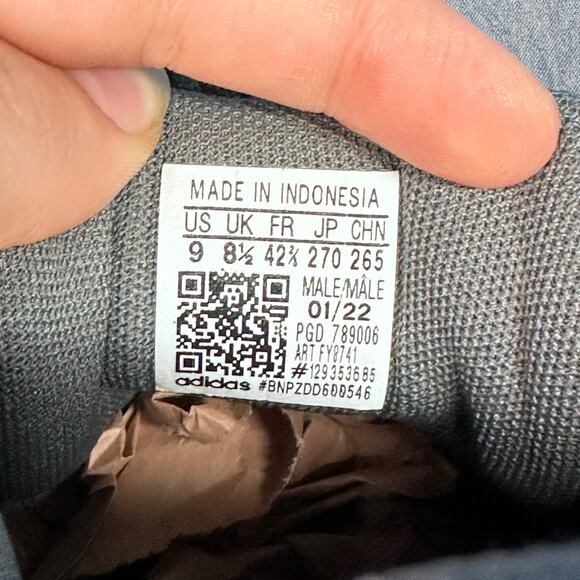 MADE IN INDONESIA
US UK FR JP CHN
9 8½ 42⅔ 270 265
MALE/MÂLE
01/22
PGD 789006
ART FY8741
#129353685
adidas #BNPZDD600546